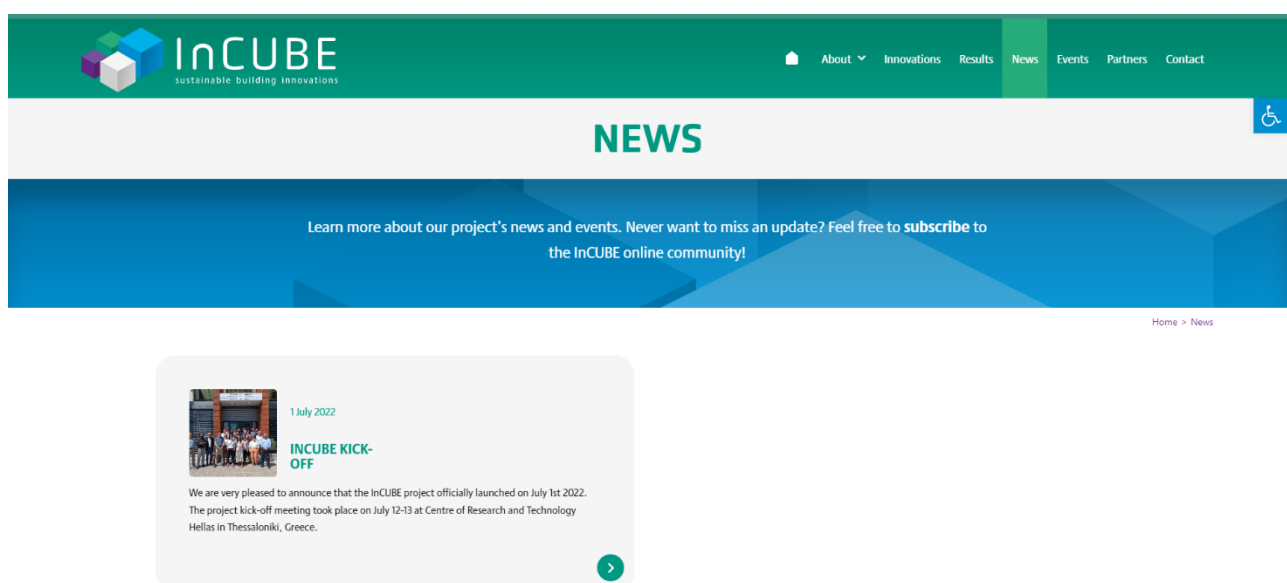 InCUBE
sustainable building innovations
About Innovations Results News Events Partners Contact
NEWS
Learn more about our project's news and events. Never want to miss an update? Feel free to subscribe to
the InCUBE online community!
Home > News
1 July 2022
INCUBE KICK-
OFF
We are very pleased to announce that the InCUBE project officially launched on July 1st 2022.
The project kick-off meeting took place on July 12-13 at Centre of Research and Technology
Hellas in Thessaloniki, Greece.